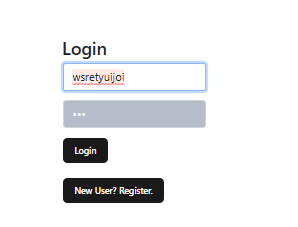 Login
wsretyuijoi
•••
Login
New User? Register.